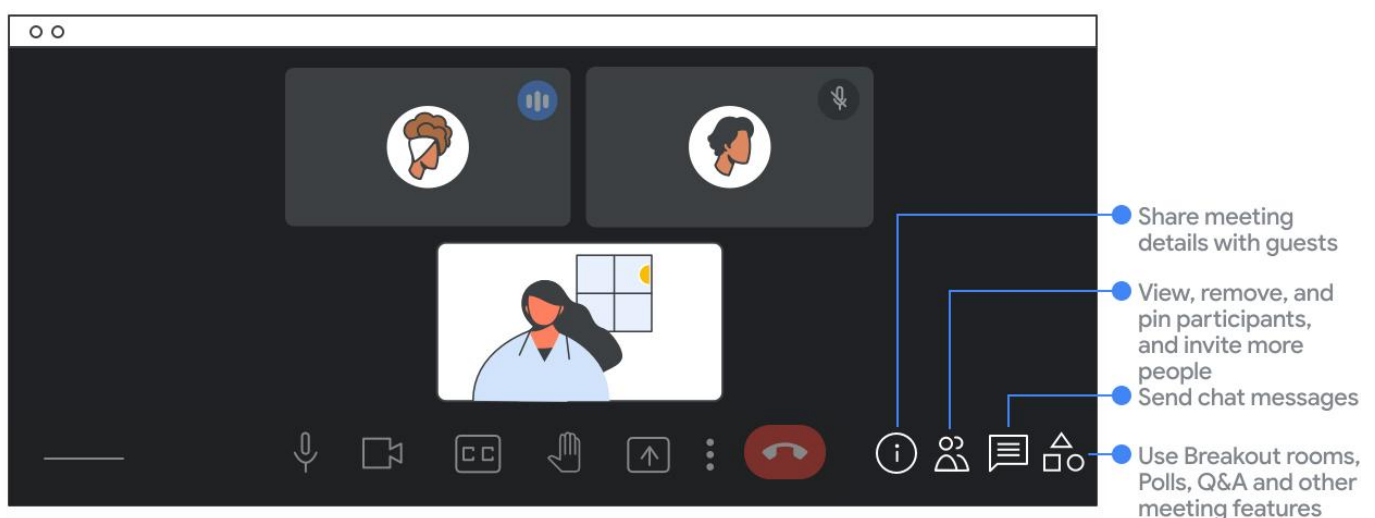 Share meeting
details with guests
View, remove, and
pin participants,
and invite more
people
Send chat messages
CC
i
Use Breakout rooms,
Polls, Q&A and other
meeting features